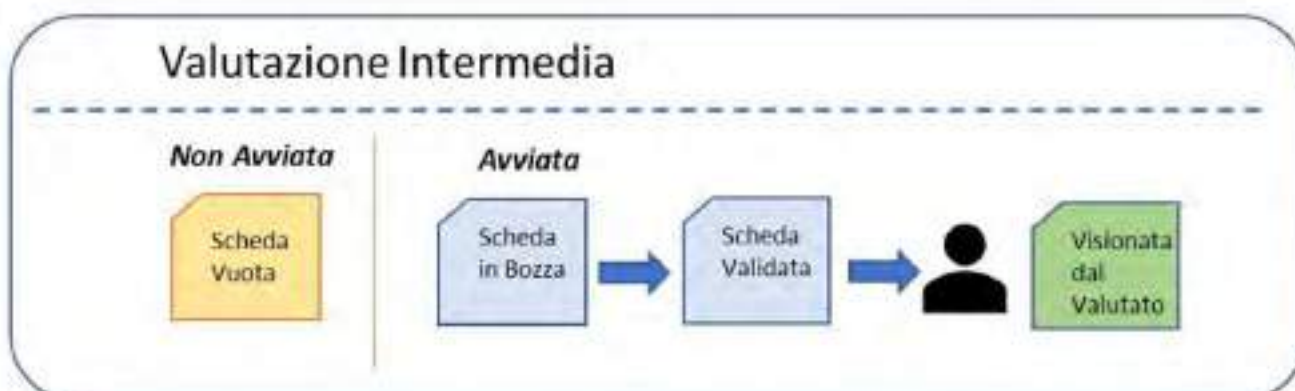 Valutazione Intermedia
Non Avviata
Avviata
Scheda
Vuota
Scheda
in Bozza
Scheda
Validata
Visionata
dal
Valutato